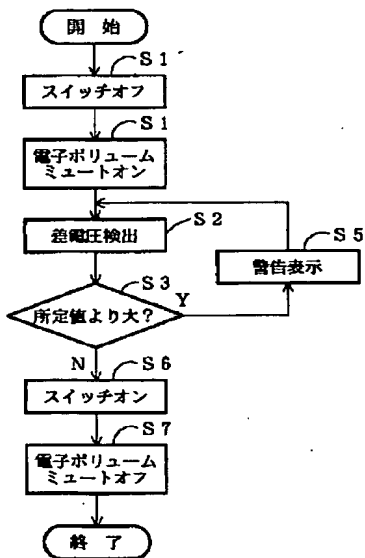 開始
S1
スイッチオフ
S1
電子ボリューム
ミュートオン
S2
差電圧検出
S5
警告表示
S3
所定値より大?
Y
N
S6
スイッチオン
S7
電子ボリューム
ミュートオフ
終了